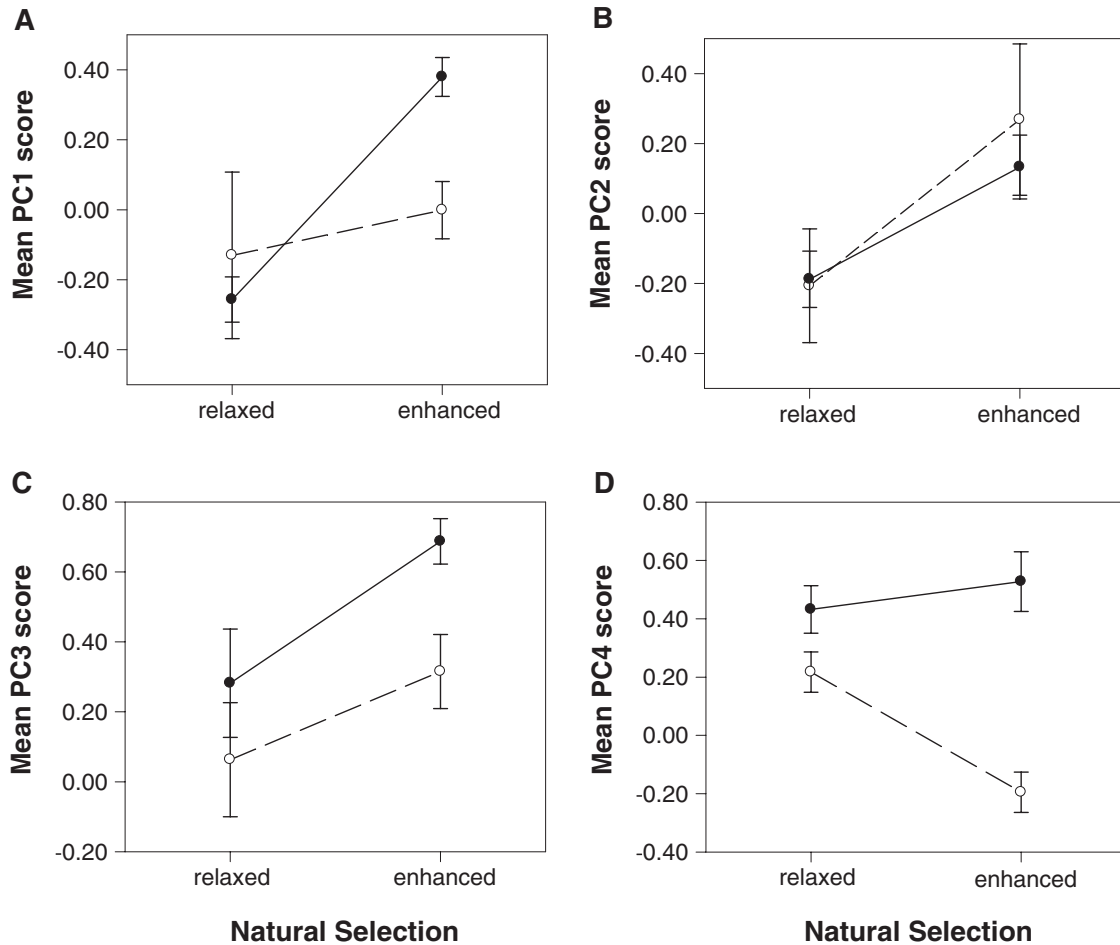 A
Mean PC1 score
0.40
0.20
0.00
-0.20
-0.40
relaxed
enhanced
B
Mean PC2 score
0.40
0.20
0.00
-0.20
-0.40
relaxed
enhanced
C
Mean PC3 score
0.80
0.60
0.40
0.20
0.00
-0.20
relaxed
enhanced
Natural Selection
D
Mean PC4 score
0.80
0.60
0.40
0.20
0.00
-0.20
-0.40
relaxed
enhanced
Natural Selection